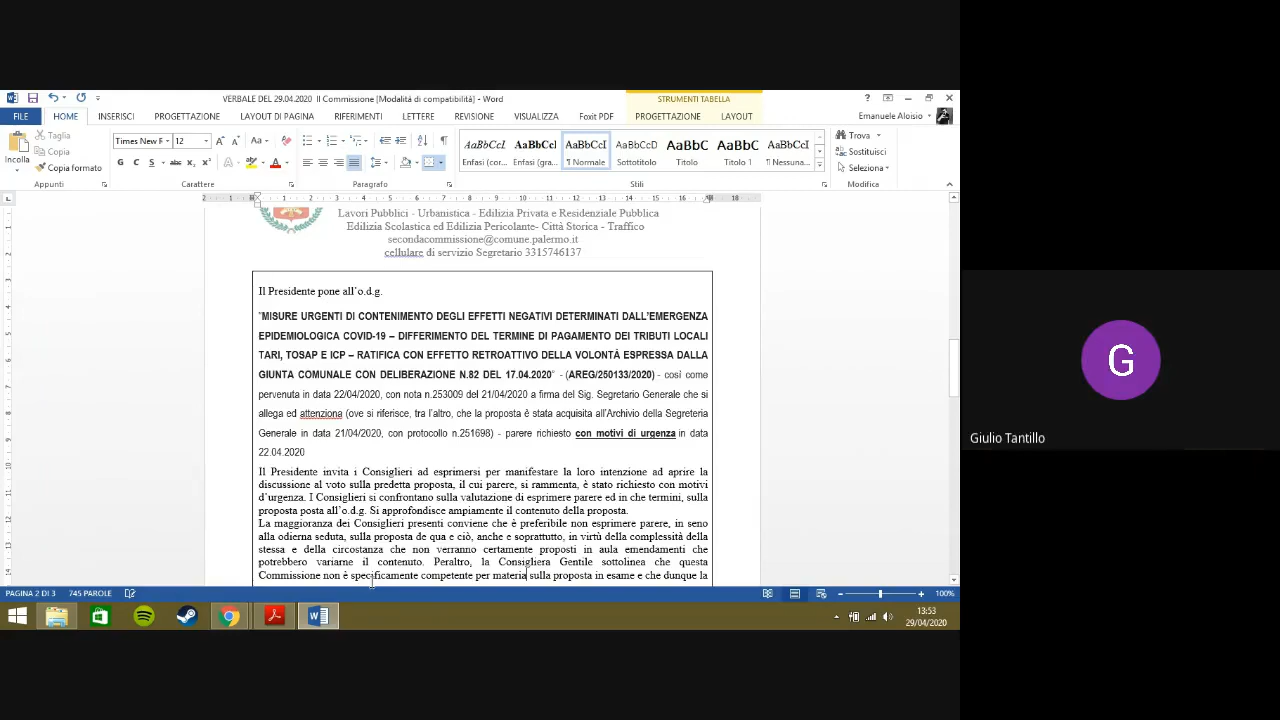 VERBALE DEL 29.04.2020 II Commissione [Modalità di compatibilità] - Word
STRUMENTI TABELLA
FILE HOME INSERISCI PROGETTAZIONE LAYOUT DI PAGINA RIFERIMENTI LETTERE REVISIONE VISUALIZZA Foxit PDF PROGETTAZIONE LAYOUT
Emanuele Aloisio
Incolla
Taglia
Copia
Copia formato
Appunti
Times New F 12
Carattere
Paragrafo
AaBbCcI AaBbCcI AaBbCcI AaBbCcD AaBbC AaBbC AaBbCcI
Enfasi (cor... Enfasi (gra... ¶ Normale Sottotitolo Titolo Titolo 1 ¶ Nessuna...
Stili
Trova
Sostituisci
Seleziona
Modifica
Lavori Pubblici - Urbanistica - Edilizia Privata e Residenziale Pubblica
Edilizia Scolastica ed Edilizia Pericolante- Città Storica - Traffico
secondacommissione@comune.palermo.it
cellulare di servizio Segretario 3315746137
Il Presidente pone all'o.d.g.
"MISURE URGENTI DI CONTENIMENTO DEGLI EFFETTI NEGATIVI DETERMINATI DALL'EMERGENZA
EPIDEMIOLOGICA COVID-19 – DIFFERIMENTO DEL TERMINE DI PAGAMENTO DEI TRIBUTI LOCALI
TARI, TOSAP E ICP – RATIFICA CON EFFETTO RETROATTIVO DELLA VOLONTÀ ESPRESSA DALLA
GIUNTA COMUNALE CON DELIBERAZIONE N.82 DEL 17.04.2020" - (AREG/250133/2020) - così come
pervenuta in data 22/04/2020, con nota n.253009 del 21/04/2020 a firma del Sig. Segretario Generale che si
allega ed attenziona (ove si riferisce, tra l'altro, che la proposta è stata acquisita all'Archivio della Segreteria
Generale in data 21/04/2020, con protocollo n.251698) - parere richiesto con motivi di urgenza in data
22.04.2020
Il Presidente invita i Consiglieri ad esprimersi per manifestare la loro intenzione ad aprire la
discussione al voto sulla predetta proposta, il cui parere, si rammenta, è stato richiesto con motivi
d'urgenza. I Consiglieri si confrontano sulla valutazione di esprimere parere ed in che termini, sulla
proposta posta all'o.d.g. Si approfondisce ampiamente il contenuto della proposta.
La maggioranza dei Consiglieri presenti conviene che è preferibile non esprimere parere, in seno
alla odierna seduta, sulla proposta de qua e ciò, anche e soprattutto, in virtù della complessità della
stessa e della circostanza che non verranno certamente proposti in aula emendamenti che
potrebbero variarne il contenuto. Peraltro, la Consigliera Gentile sottolinea che questa
Commissione non è specificamente competente per materia sulla proposta in esame e che dunque la
PAGINA 2 DI 3 745 PAROLE
100%
13:53
29/04/2020
G
Giulio Tantillo